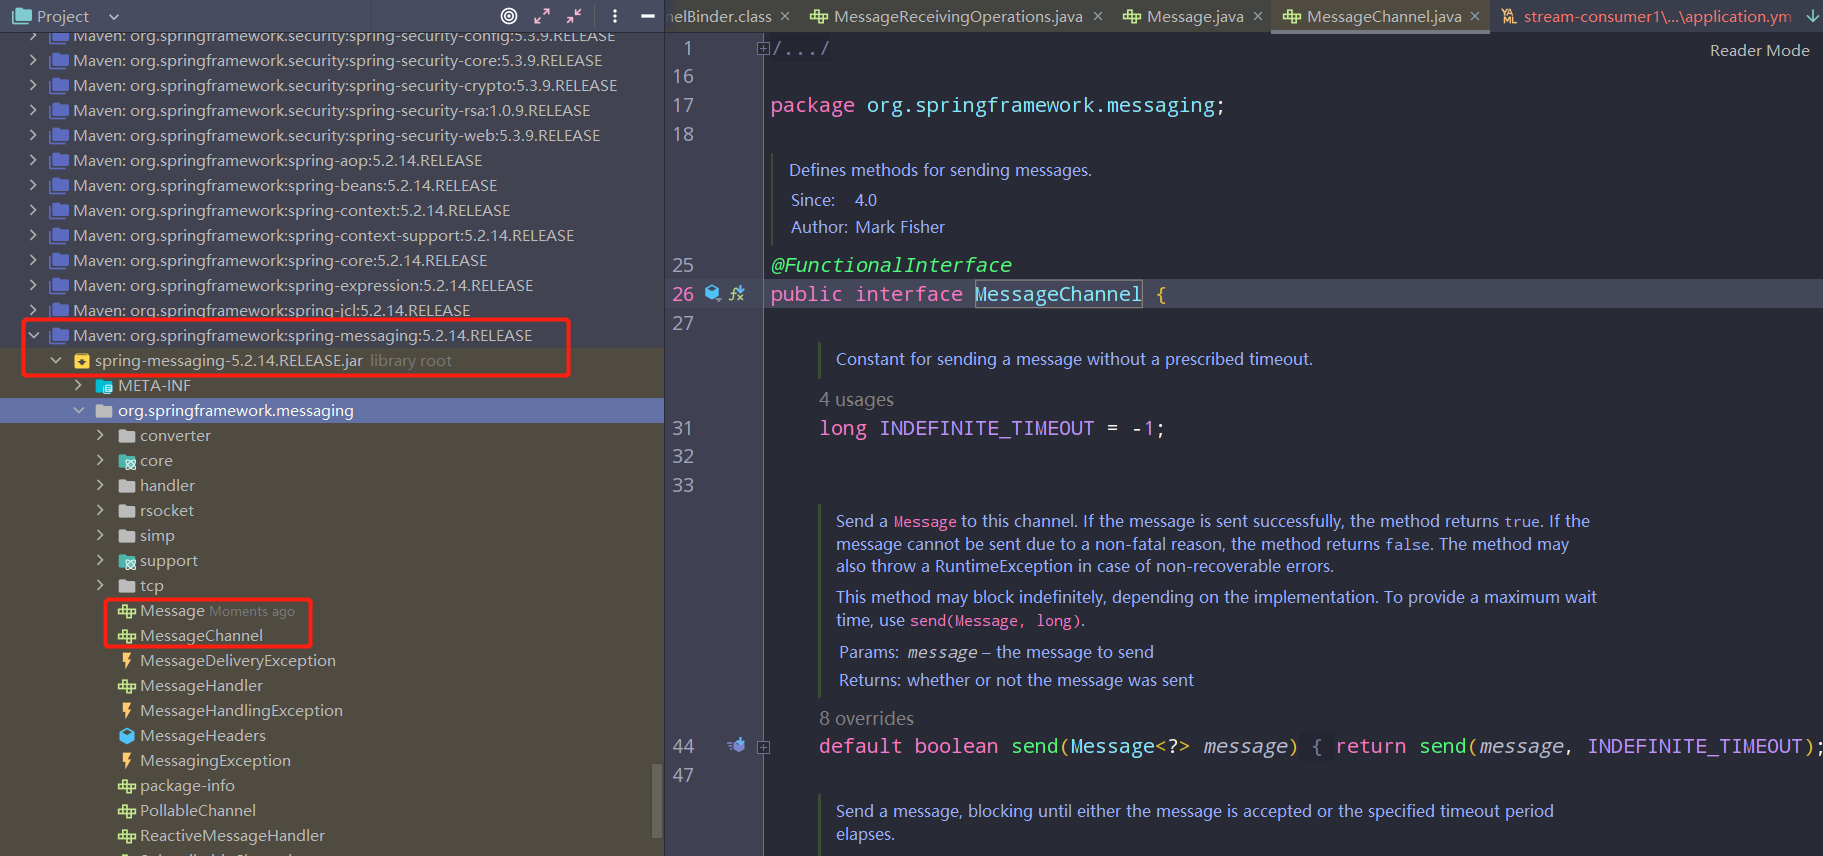 Project
nelBinder.class
MessageReceivingOperations.java
Message.java
MessageChannel.java
stream-consumer1\...\application.ym
Maven: org.springframework.security:spring-security-config:5.3.9.RELEASE
Maven: org.springframework.security:spring-security-core:5.3.9.RELEASE
Maven: org.springframework.security:spring-security-crypto:5.3.9.RELEASE
Maven: org.springframework.security:spring-security-rsa:1.0.9.RELEASE
Maven: org.springframework.security:spring-security-web:5.3.9.RELEASE
Maven: org.springframework:spring-aop:5.2.14.RELEASE
Maven: org.springframework:spring-beans:5.2.14.RELEASE
Maven: org.springframework:spring-context:5.2.14.RELEASE
Maven: org.springframework:spring-context-support:5.2.14.RELEASE
Maven: org.springframework:spring-core:5.2.14.RELEASE
Maven: org.springframework:spring-expression:5.2.14.RELEASE
Maven: org.springframework:spring-jcl:5.2.14.RELEASE
Maven: org.springframework:spring-messaging:5.2.14.RELEASE
spring-messaging-5.2.14.RELEASE.jar library root
META-INF
org.springframework.messaging
converter
core
handler
rsocket
simp
support
tcp
Message Moments ago
MessageChannel
MessageDeliveryException
MessageHandler
MessageHandlingException
MessageHeaders
MessagingException
package-info
PollableChannel
ReactiveMessageHandler
Reader Mode
1 /.../
16
17 package org.springframework.messaging;
18
Defines methods for sending messages.
Since: 4.0
Author: Mark Fisher
25 @FunctionalInterface
26 public interface MessageChannel {
27
Constant for sending a message without a prescribed timeout.
4 usages
31 long INDEFINITE_TIMEOUT = -1;
32
33
Send a Message to this channel. If the message is sent successfully, the method returns true. If the
message cannot be sent due to a non-fatal reason, the method returns false. The method may
also throw a RuntimeException in case of non-recoverable errors.
This method may block indefinitely, depending on the implementation. To provide a maximum wait
time, use send(Message, long).
Params: message – the message to send
Returns: whether or not the message was sent
8 overrides
44 default boolean send(Message<?> message) { return send(message, INDEFINITE_TIMEOUT);
47
Send a message, blocking until either the message is accepted or the specified timeout period
elapses.